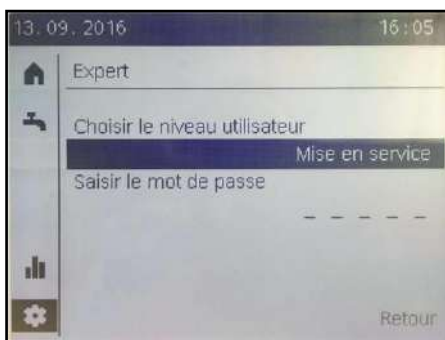 13.09.2016 16:05
Expert
Choisir le niveau utilisateur
Mise en service
Saisir le mot de passe
_ _ _ _ _
Retour